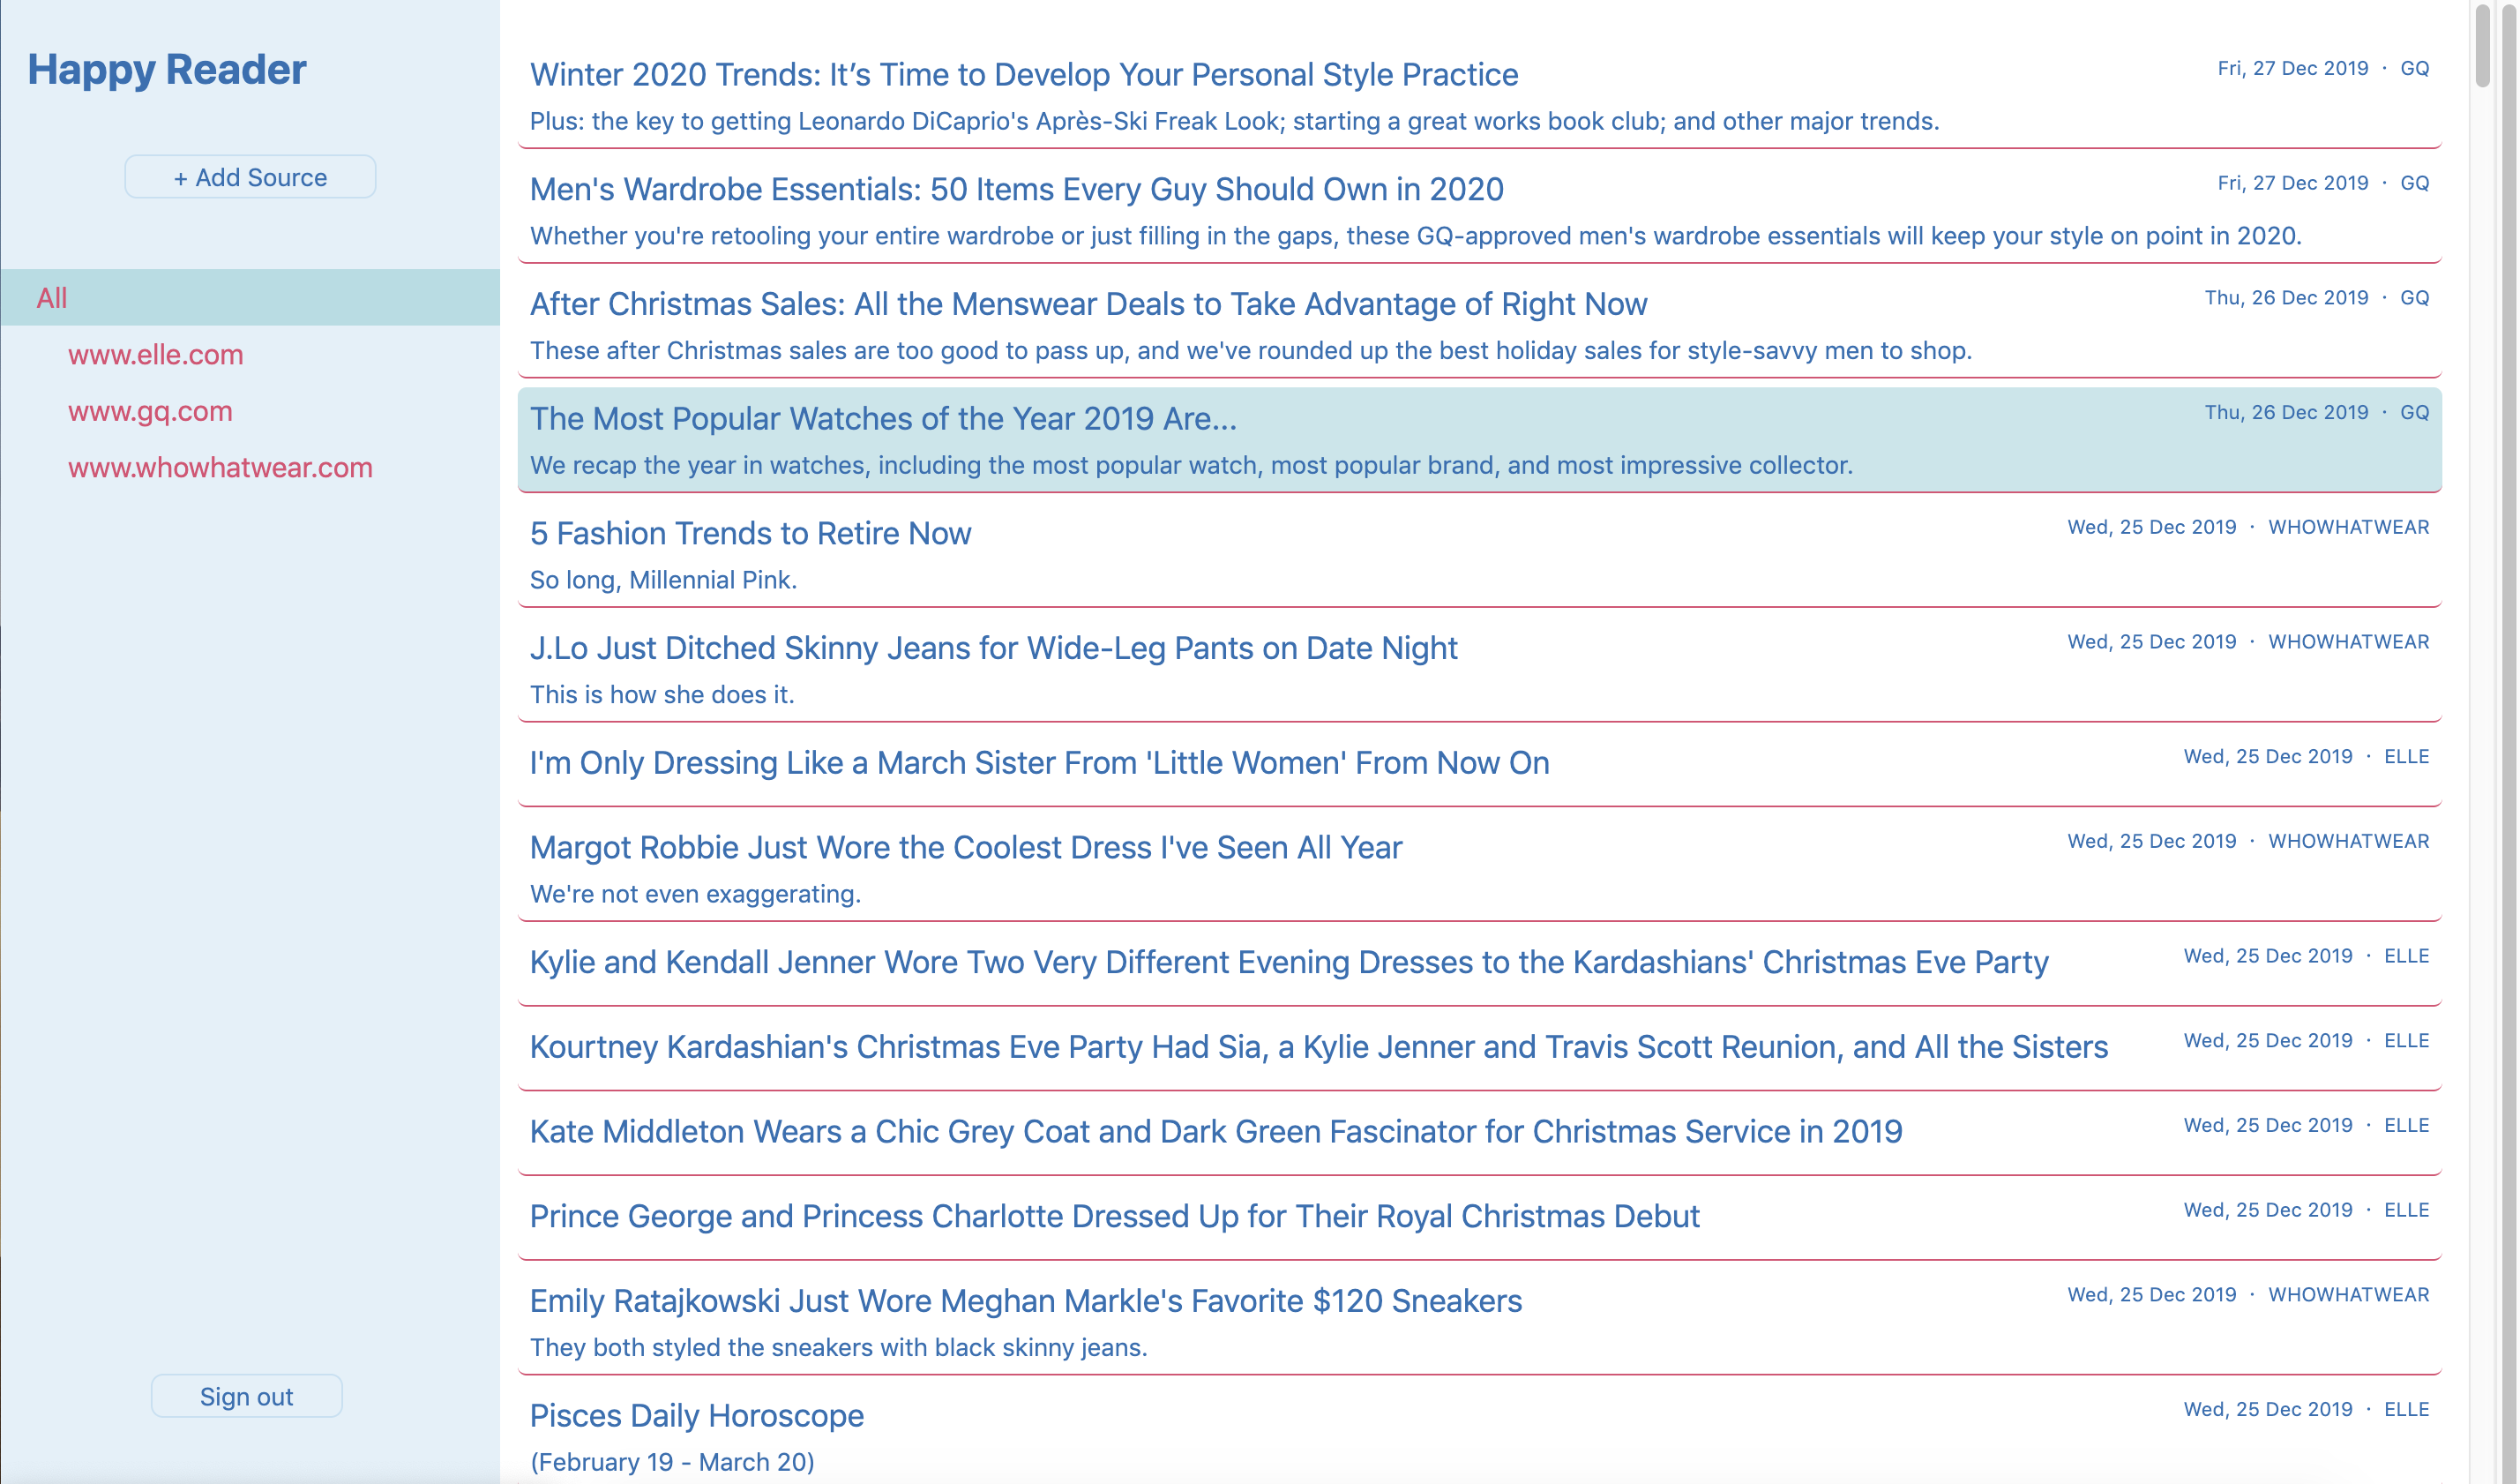 Happy Reader
+ Add Source
All
www.elle.com
www.gq.com
www.whowhatwear.com
Sign out
Winter 2020 Trends: It’s Time to Develop Your Personal Style Practice
Fri, 27 Dec 2019 · GQ
Plus: the key to getting Leonardo DiCaprio's Après-Ski Freak Look; starting a great works book club; and other major trends.
Men's Wardrobe Essentials: 50 Items Every Guy Should Own in 2020
Fri, 27 Dec 2019 · GQ
Whether you're retooling your entire wardrobe or just filling in the gaps, these GQ-approved men's wardrobe essentials will keep your style on point in 2020.
After Christmas Sales: All the Menswear Deals to Take Advantage of Right Now
Thu, 26 Dec 2019 · GQ
These after Christmas sales are too good to pass up, and we've rounded up the best holiday sales for style-savvy men to shop.
The Most Popular Watches of the Year 2019 Are...
Thu, 26 Dec 2019 · GQ
We recap the year in watches, including the most popular watch, most popular brand, and most impressive collector.
5 Fashion Trends to Retire Now
Wed, 25 Dec 2019 · WHOWHATWEAR
So long, Millennial Pink.
J.Lo Just Ditched Skinny Jeans for Wide-Leg Pants on Date Night
Wed, 25 Dec 2019 · WHOWHATWEAR
This is how she does it.
I'm Only Dressing Like a March Sister From 'Little Women' From Now On
Wed, 25 Dec 2019 · ELLE
Margot Robbie Just Wore the Coolest Dress I've Seen All Year
Wed, 25 Dec 2019 · WHOWHATWEAR
We're not even exaggerating.
Kylie and Kendall Jenner Wore Two Very Different Evening Dresses to the Kardashians' Christmas Eve Party
Wed, 25 Dec 2019 · ELLE
Kourtney Kardashian's Christmas Eve Party Had Sia, a Kylie Jenner and Travis Scott Reunion, and All the Sisters
Wed, 25 Dec 2019 · ELLE
Kate Middleton Wears a Chic Grey Coat and Dark Green Fascinator for Christmas Service in 2019
Wed, 25 Dec 2019 · ELLE
Prince George and Princess Charlotte Dressed Up for Their Royal Christmas Debut
Wed, 25 Dec 2019 · ELLE
Emily Ratajkowski Just Wore Meghan Markle's Favorite $120 Sneakers
Wed, 25 Dec 2019 · WHOWHATWEAR
They both styled the sneakers with black skinny jeans.
Pisces Daily Horoscope
Wed, 25 Dec 2019 · ELLE
(February 19 - March 20)